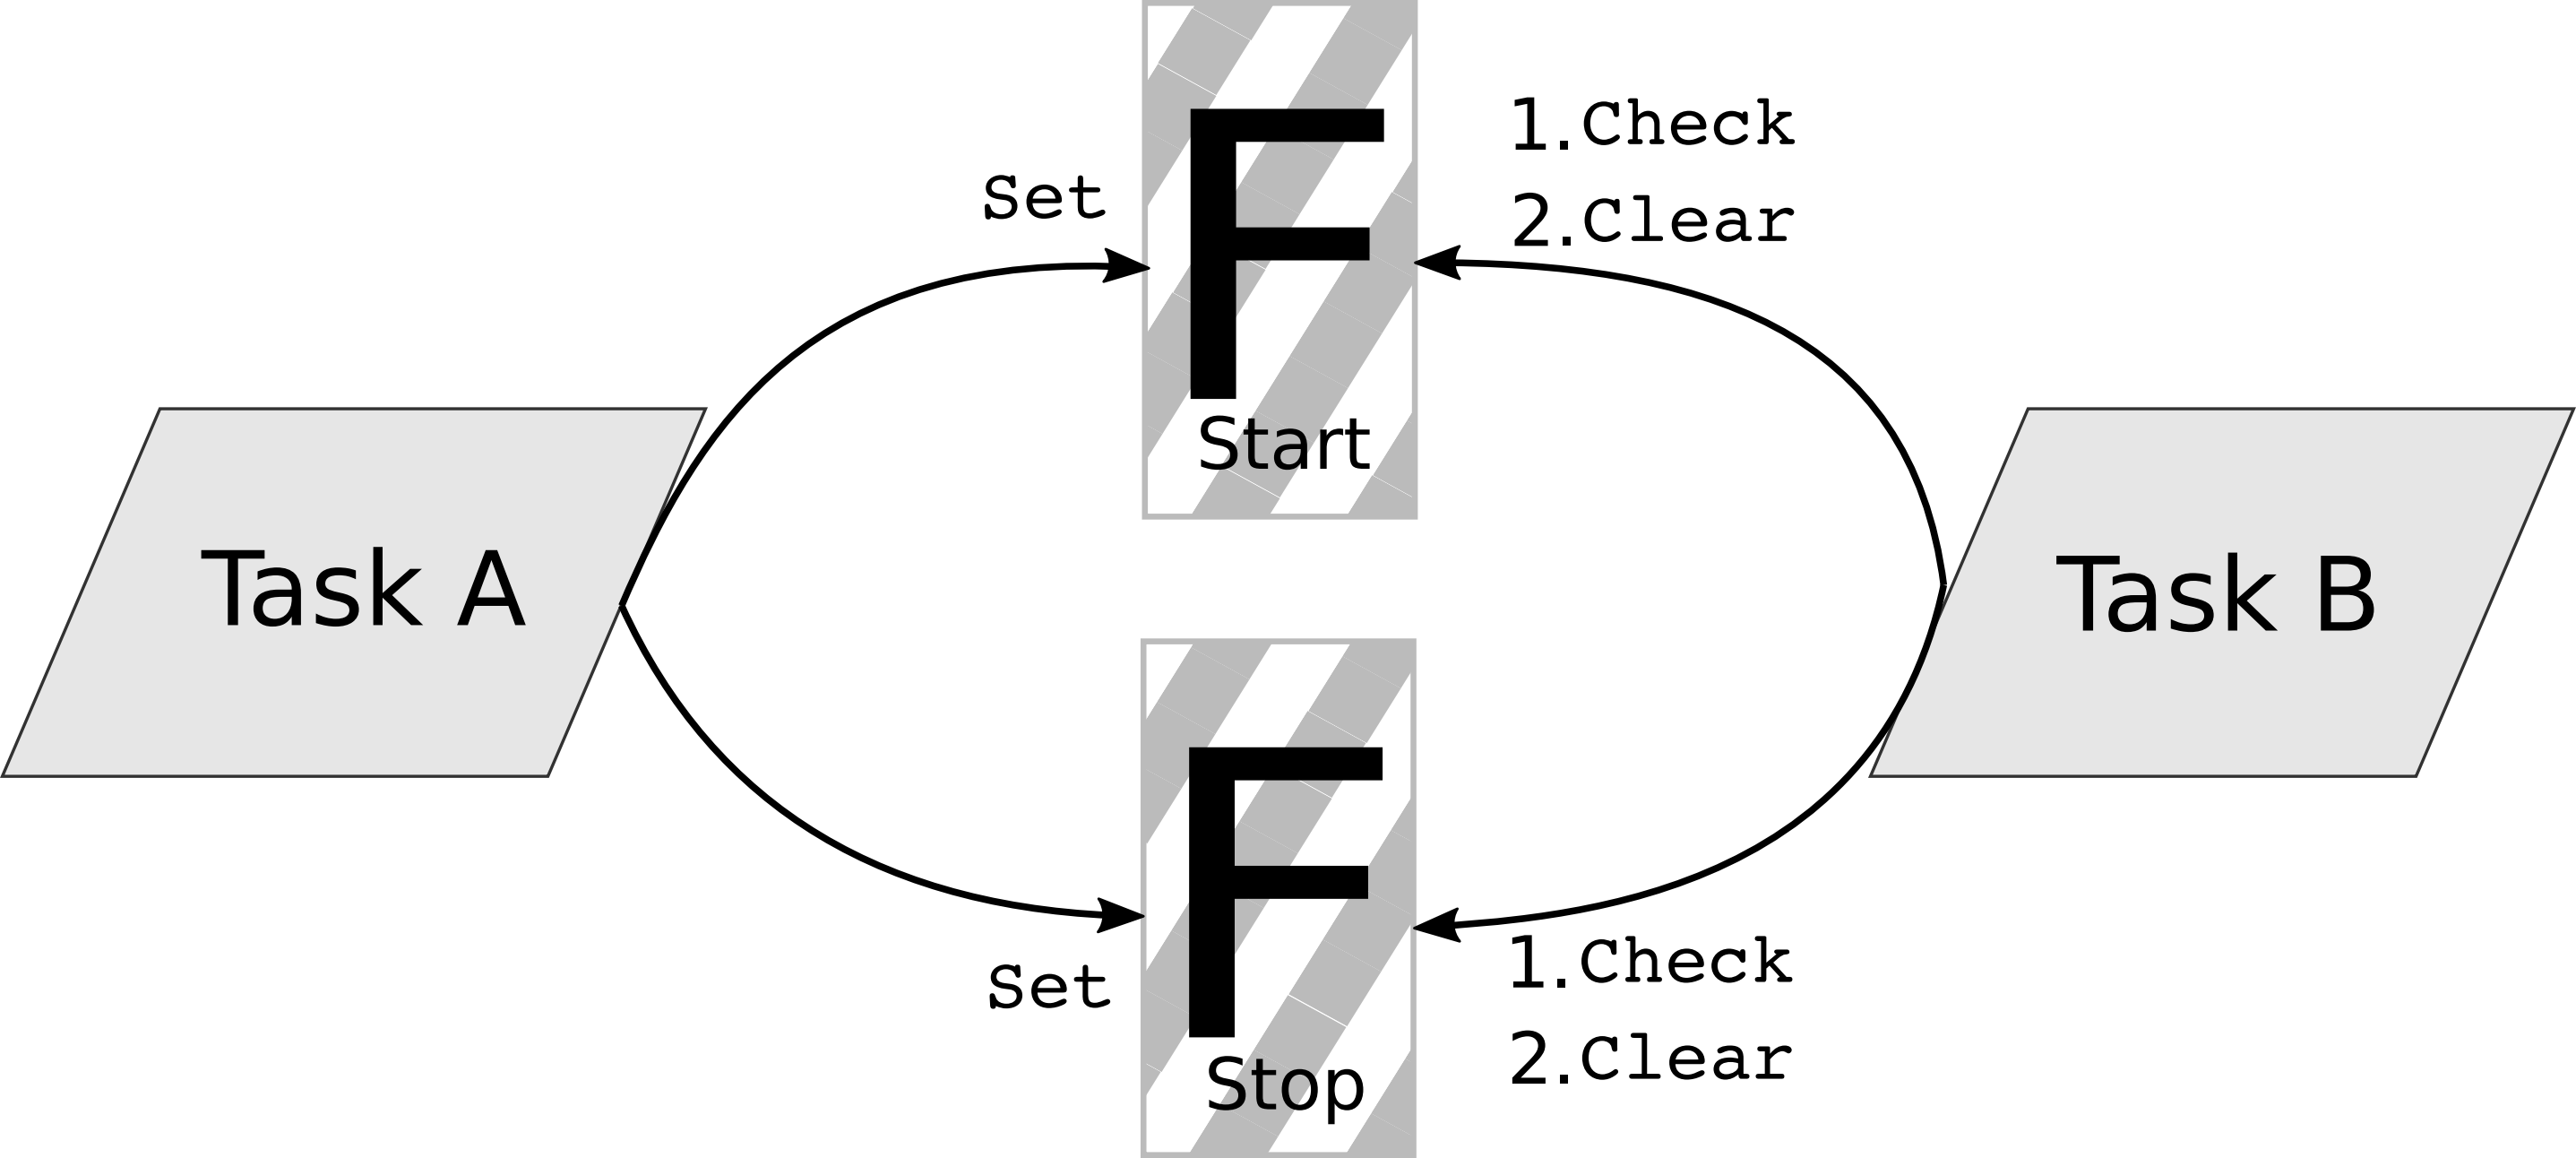 Task A
Set
F
Start
1.Check
2.Clear
Set
F
Stop
1.Check
2.Clear
Task B